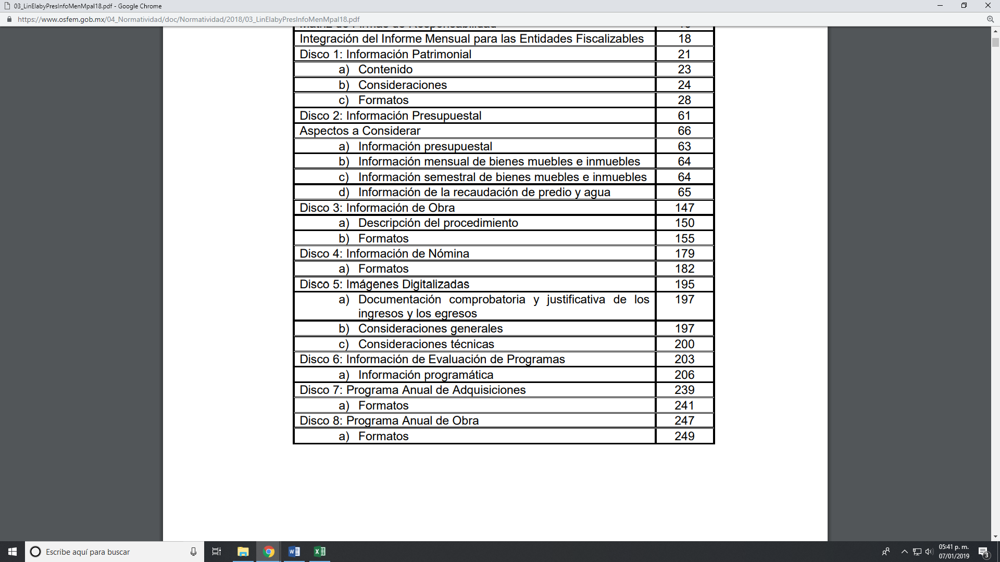 03_LinElabyPresInfoMenMpal18.pdf - Google Chrome
https://www.osfem.gob.mx/04_Normatividad/doc/Normatividad/2018/03_LinElabyPresInfoMenMpal18.pdf
Integración del Informe Mensual para las Entidades Fiscalizables 18
Disco 1: Información Patrimonial 21
a) Contenido 23
b) Consideraciones 24
c) Formatos 28
Disco 2: Información Presupuestal 61
Aspectos a Considerar 66
a) Información presupuestal 63
b) Información mensual de bienes muebles e inmuebles 64
c) Información semestral de bienes muebles e inmuebles 64
d) Información de la recaudación de predio y agua 65
Disco 3: Información de Obra 147
a) Descripción del procedimiento 150
b) Formatos 155
Disco 4: Información de Nómina 179
a) Formatos 182
Disco 5: Imágenes Digitalizadas 195
a) Documentación comprobatoria y justificativa de los 197
ingresos y los egresos
b) Consideraciones generales 197
c) Consideraciones técnicas 200
Disco 6: Información de Evaluación de Programas 203
a) Información programática 206
Disco 7: Programa Anual de Adquisiciones 239
a) Formatos 241
Disco 8: Programa Anual de Obra 247
a) Formatos 249
Escribe aquí para buscar
05:41 p. m.
07/01/2019
3